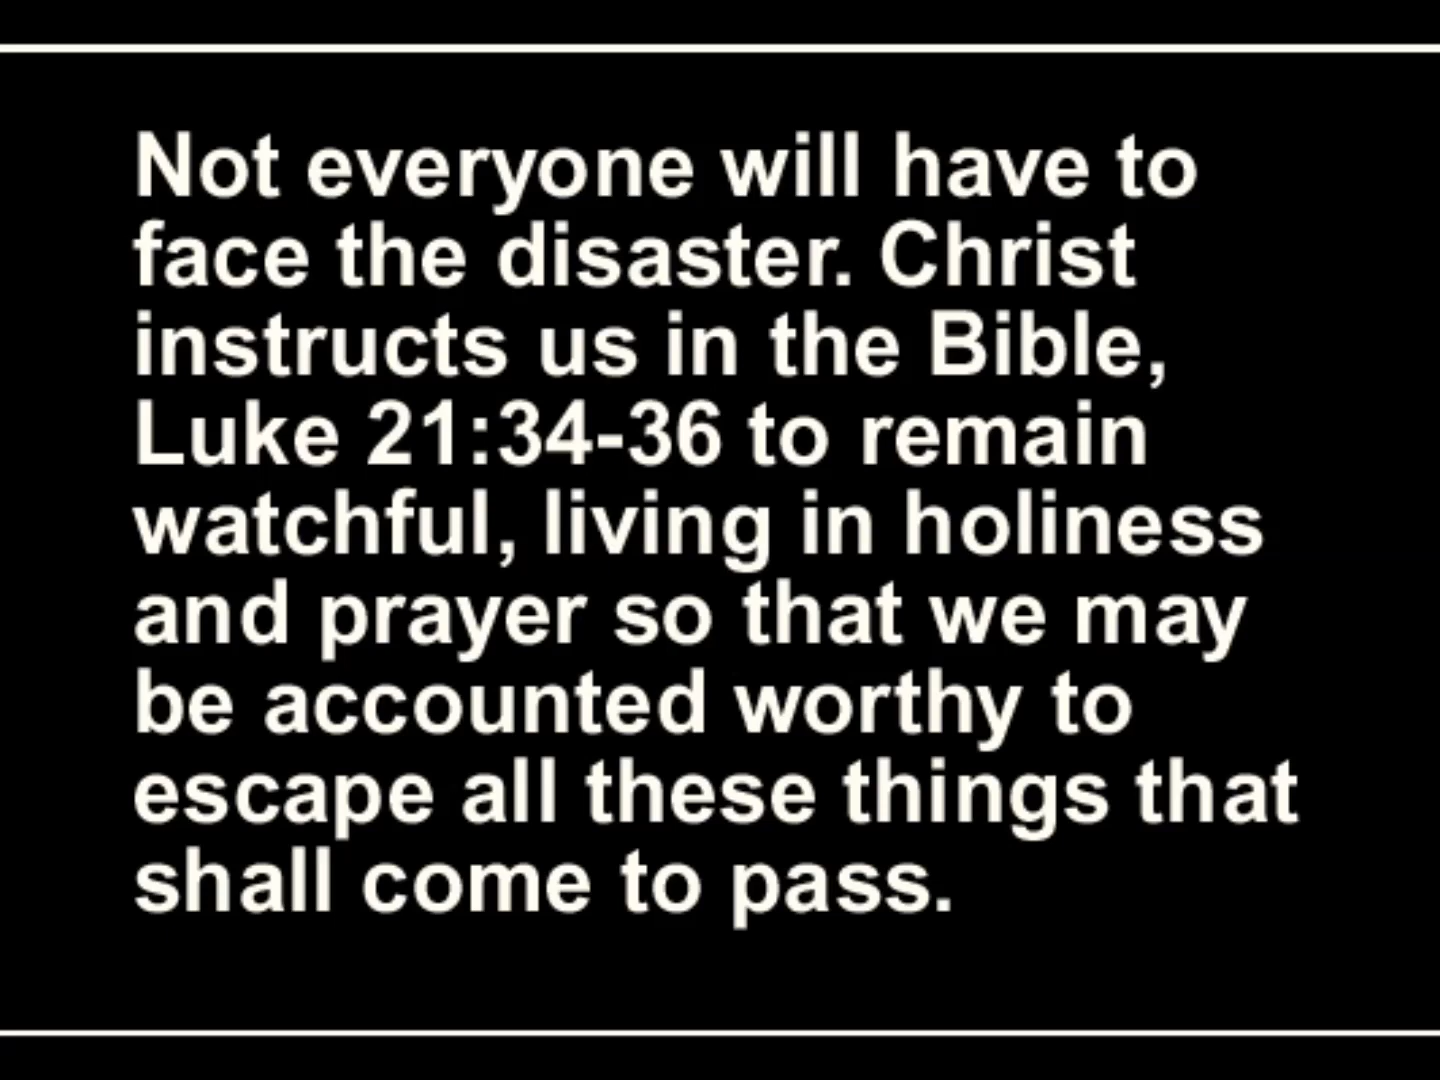 Not everyone will have to
face the disaster. Christ
instructs us in the Bible,
Luke 21:34-36 to remain
watchful, living in holiness
and prayer so that we may
be accounted worthy to
escape all these things that
shall come to pass.